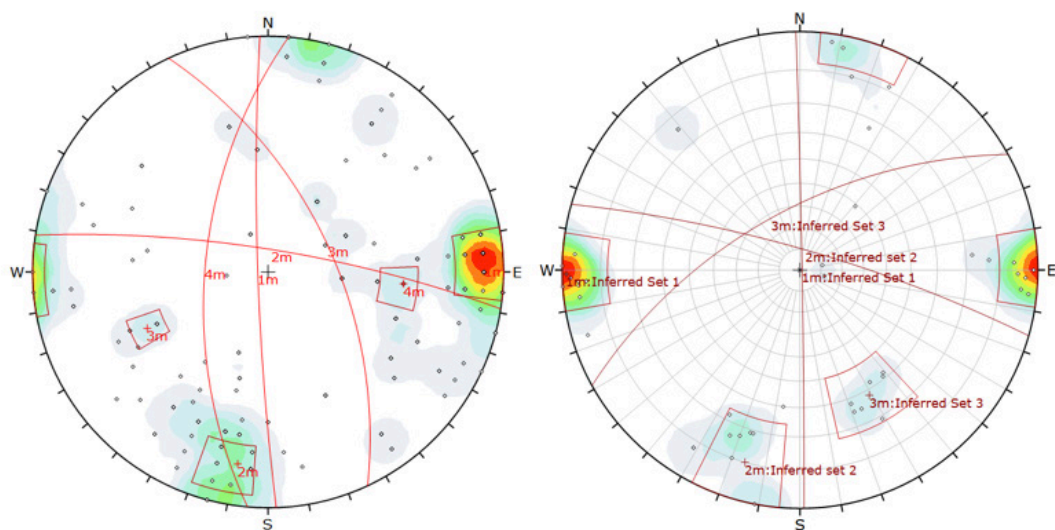 N
W
E
S
1m
2m
3m
4m
1m
2m
3m
4m
N
W
E
S
3m:Inferred Set 3
2m:Inferred set 2
1m:Inferred Set 1
1m:Inferred Set 1
3m:Inferred Set 3
2m:Inferred set 2